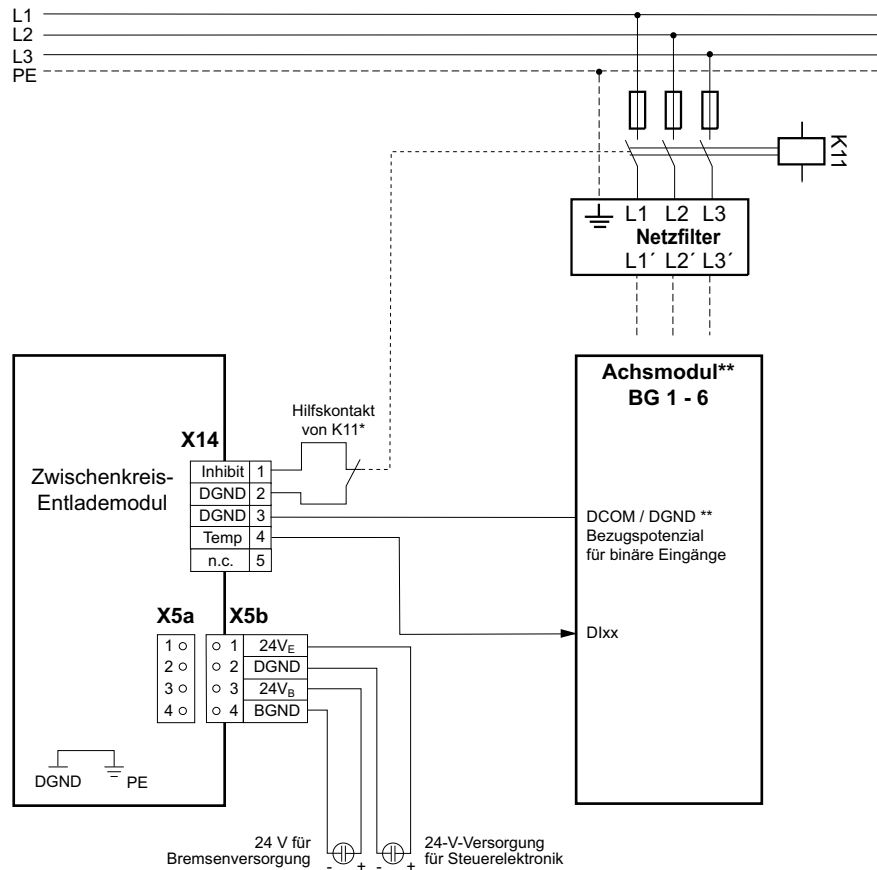 L1
L2
L3
PE
K11
L1 L2 L3
Netzfilter
L1´ L2´ L3´
Achsmodul**
BG 1 - 6
Hilfskontakt
von K11*
X14
Zwischenkreis-
Entlademodul
Inhibit 1
DGND 2
DGND 3
Temp 4
n.c. 5
DCOM / DGND **
Bezugspotenzial
für binäre Eingänge
DIxx
X5a X5b
1 1 24VE
2 2 DGND
3 3 24VB
4 4 BGND
DGND PE
24 V für
Bremsenversorgung
- +
- +
24-V-Versorgung
für Steuerelektronik